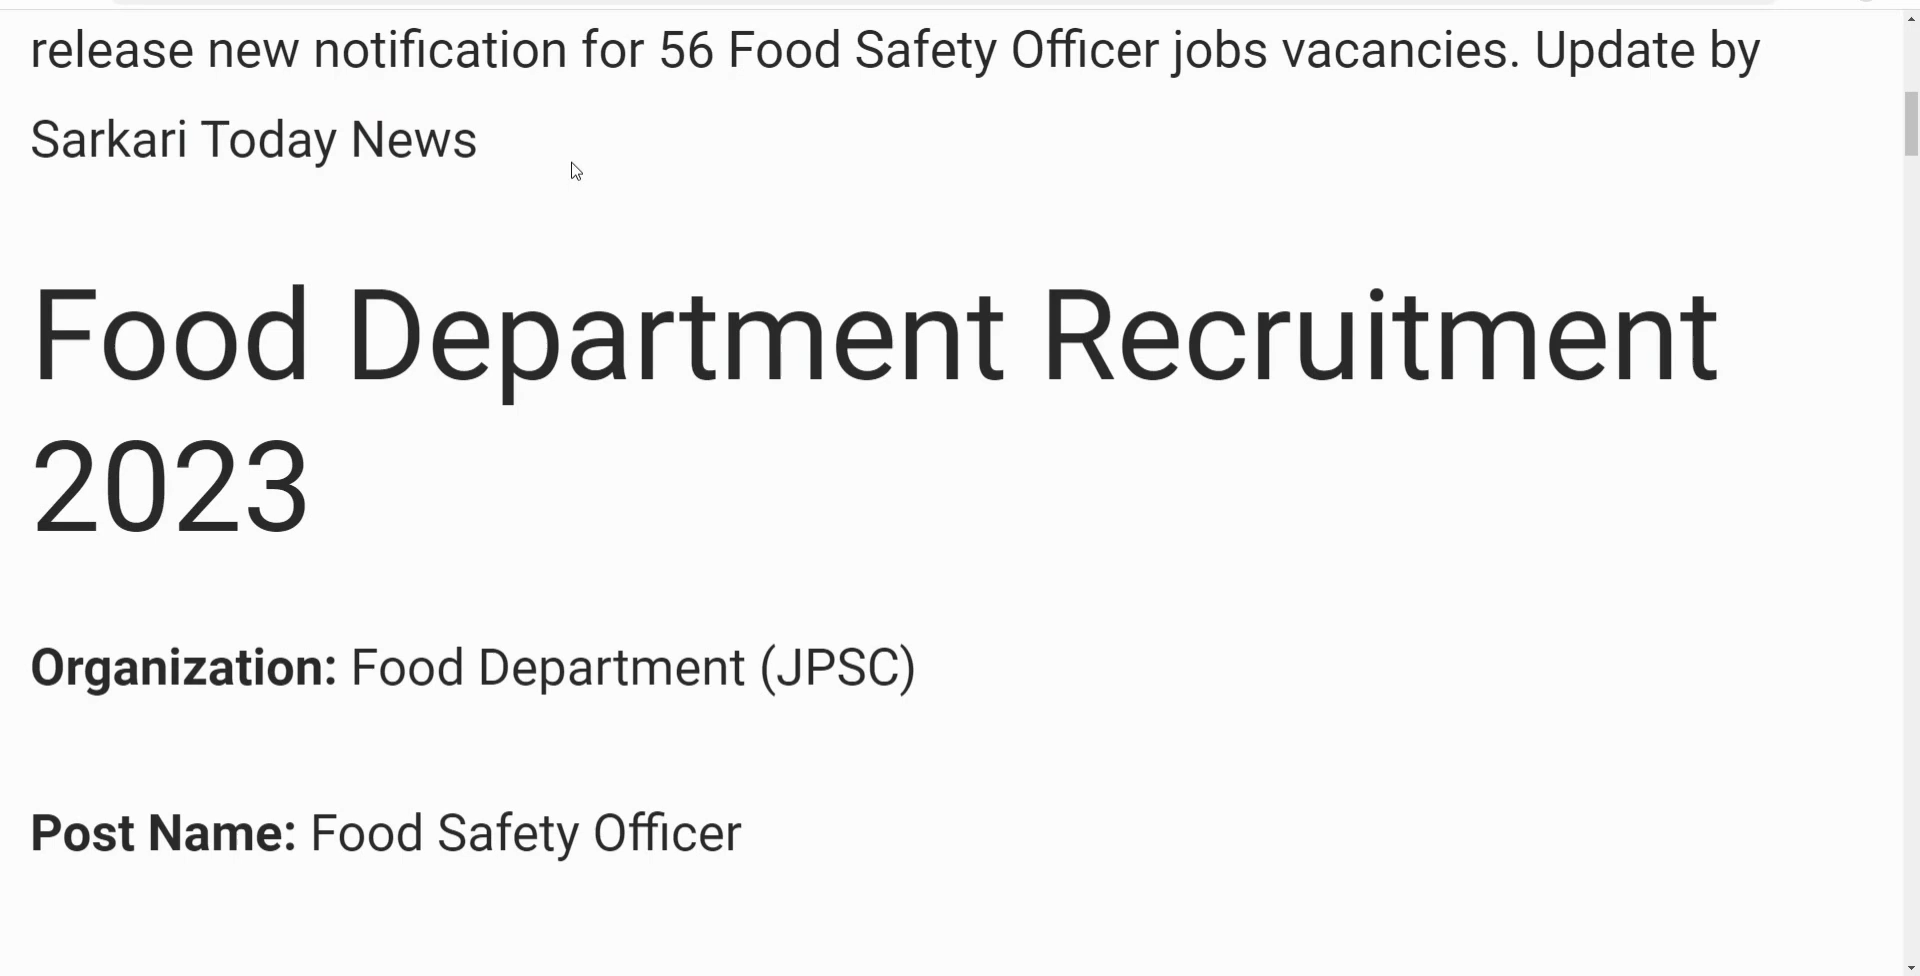 release new notification for 56 Food Safety Officer jobs vacancies. Update by
Sarkari Today News
Food Department Recruitment
2023
Organization: Food Department (JPSC)
Post Name: Food Safety Officer